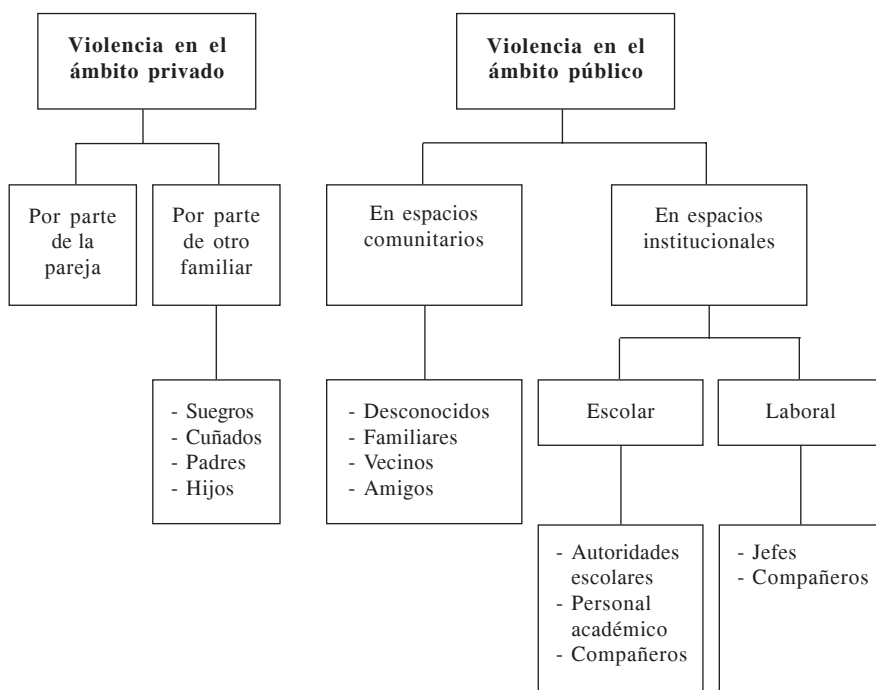 Violencia en el
ámbito privado
Violencia en el
ámbito público
Por parte
de la
pareja
Por parte
de otro
familiar
En espacios
comunitarios
En espacios
institucionales
- Suegros
- Cuñados
- Padres
- Hijos
- Desconocidos
- Familiares
- Vecinos
- Amigos
Escolar
Laboral
- Autoridades
escolares
- Personal
académico
- Compañeros
- Jefes
- Compañeros